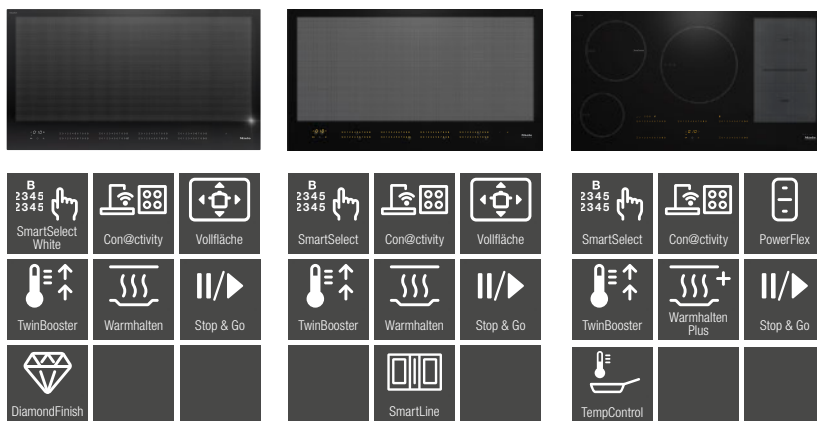 B
2345
2345
SmartSelect
White
Con@ctivity
Vollfläche
TwinBooster
Warmhalten
Stop & Go
DiamondFinish
B
2345
2345
SmartSelect
Con@ctivity
Vollfläche
TwinBooster
Warmhalten
Stop & Go
SmartLine
B
2345
2345
SmartSelect
Con@ctivity
PowerFlex
TwinBooster
Warmhalten
Plus
Stop & Go
TempControl